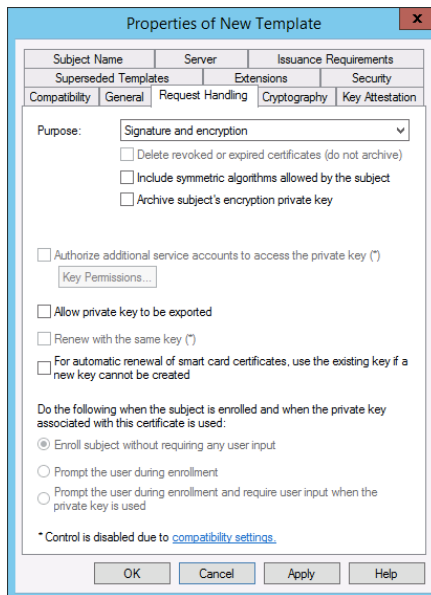 Properties of New Template
x
Subject Name Server Issuance Requirements
Superseded Templates Extensions Security
Compatibility General Request Handling Cryptography Key Attestation
Purpose: Signature and encryption
Delete revoked or expired certificates (do not archive)
Include symmetric algorithms allowed by the subject
Archive subject's encryption private key
Authorize additional service accounts to access the private key (*)
Key Permissions...
Allow private key to be exported
Renew with the same key (*)
For automatic renewal of smart card certificates, use the existing key if a
new key cannot be created
Do the following when the subject is enrolled and when the private key
associated with this certificate is used:
Enroll subject without requiring any user input
Prompt the user during enrollment
Prompt the user during enrollment and require user input when the
private key is used
* Control is disabled due to compatibility settings.
OK Cancel Apply Help